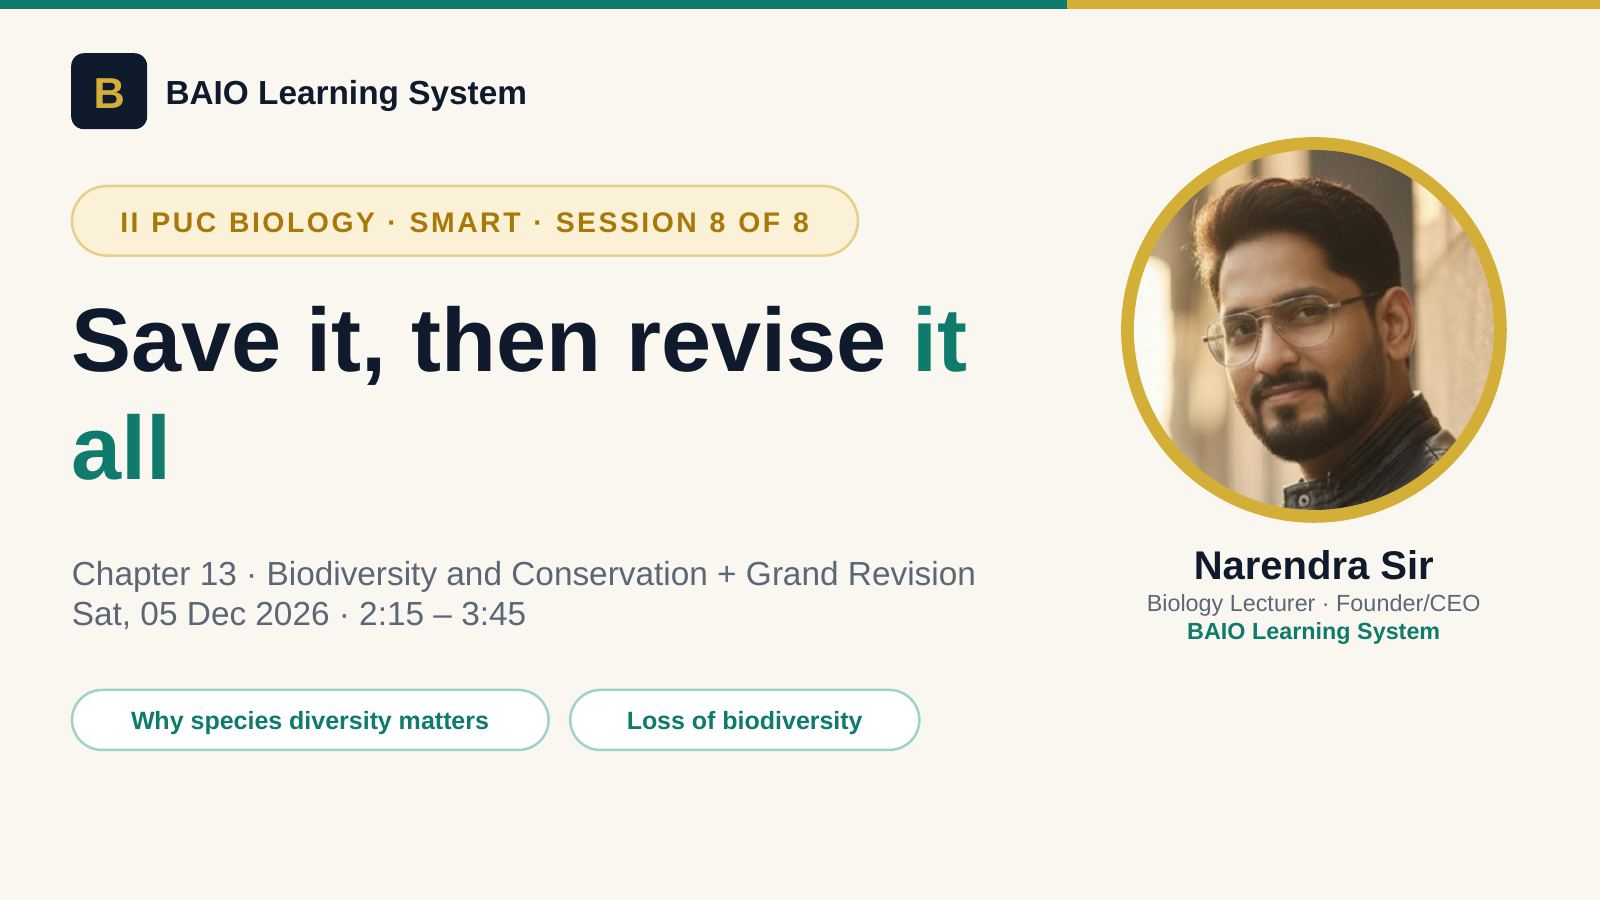 B
BAIO Learning System
II PUC BIOLOGY · SMART · SESSION 8 OF 8
Save it, then revise it
all
Chapter 13 · Biodiversity and Conservation + Grand Revision
Sat, 05 Dec 2026 · 2:15 – 3:45
Why species diversity matters
Loss of biodiversity
Narendra Sir
Biology Lecturer · Founder/CEO
BAIO Learning System